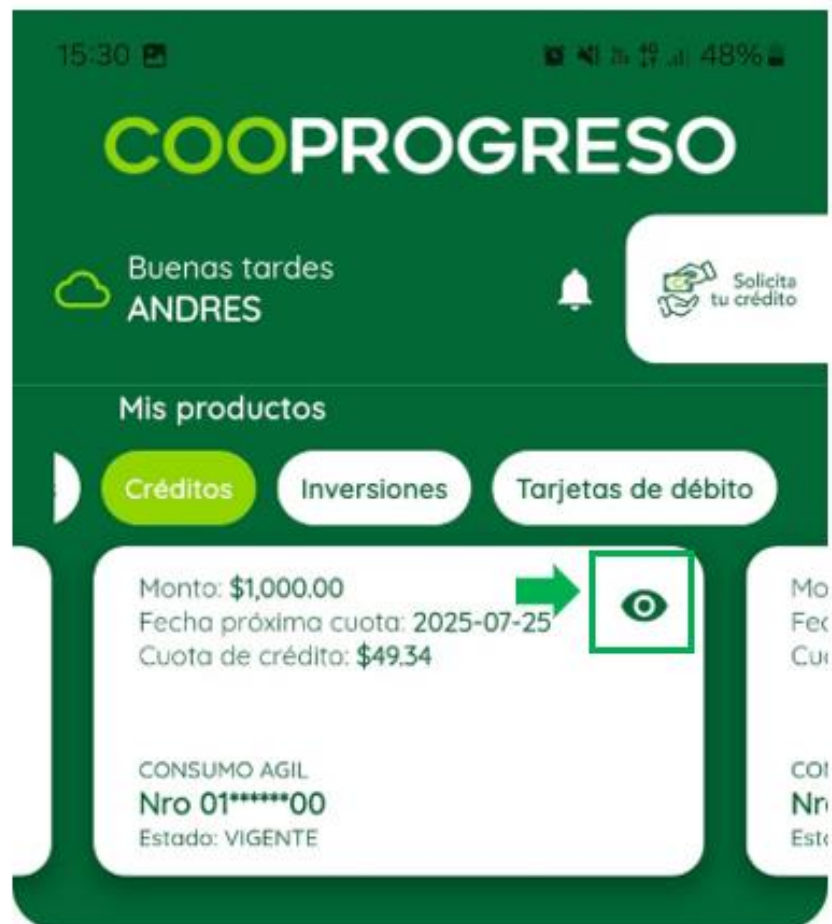 15:30 48%
COOPROGRESO
Buenas tardes
ANDRES
Solicita
tu crédito
Mis productos
Créditos Inversiones Tarjetas de débito
Monto: $1,000.00
Fecha próxima cuota: 2025-07-25
Cuota de crédito: $49.34
CONSUMO AGIL
Nro 01******00
Estado: VIGENTE